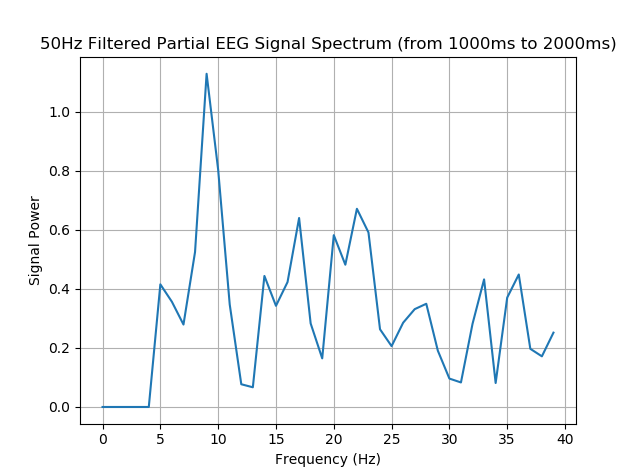 50Hz Filtered Partial EEG Signal Spectrum (from 1000ms to 2000ms)
1.0
0.8
0.6
0.4
0.2
0.0
Signal Power
0 5 10 15 20 25 30 35 40
Frequency (Hz)